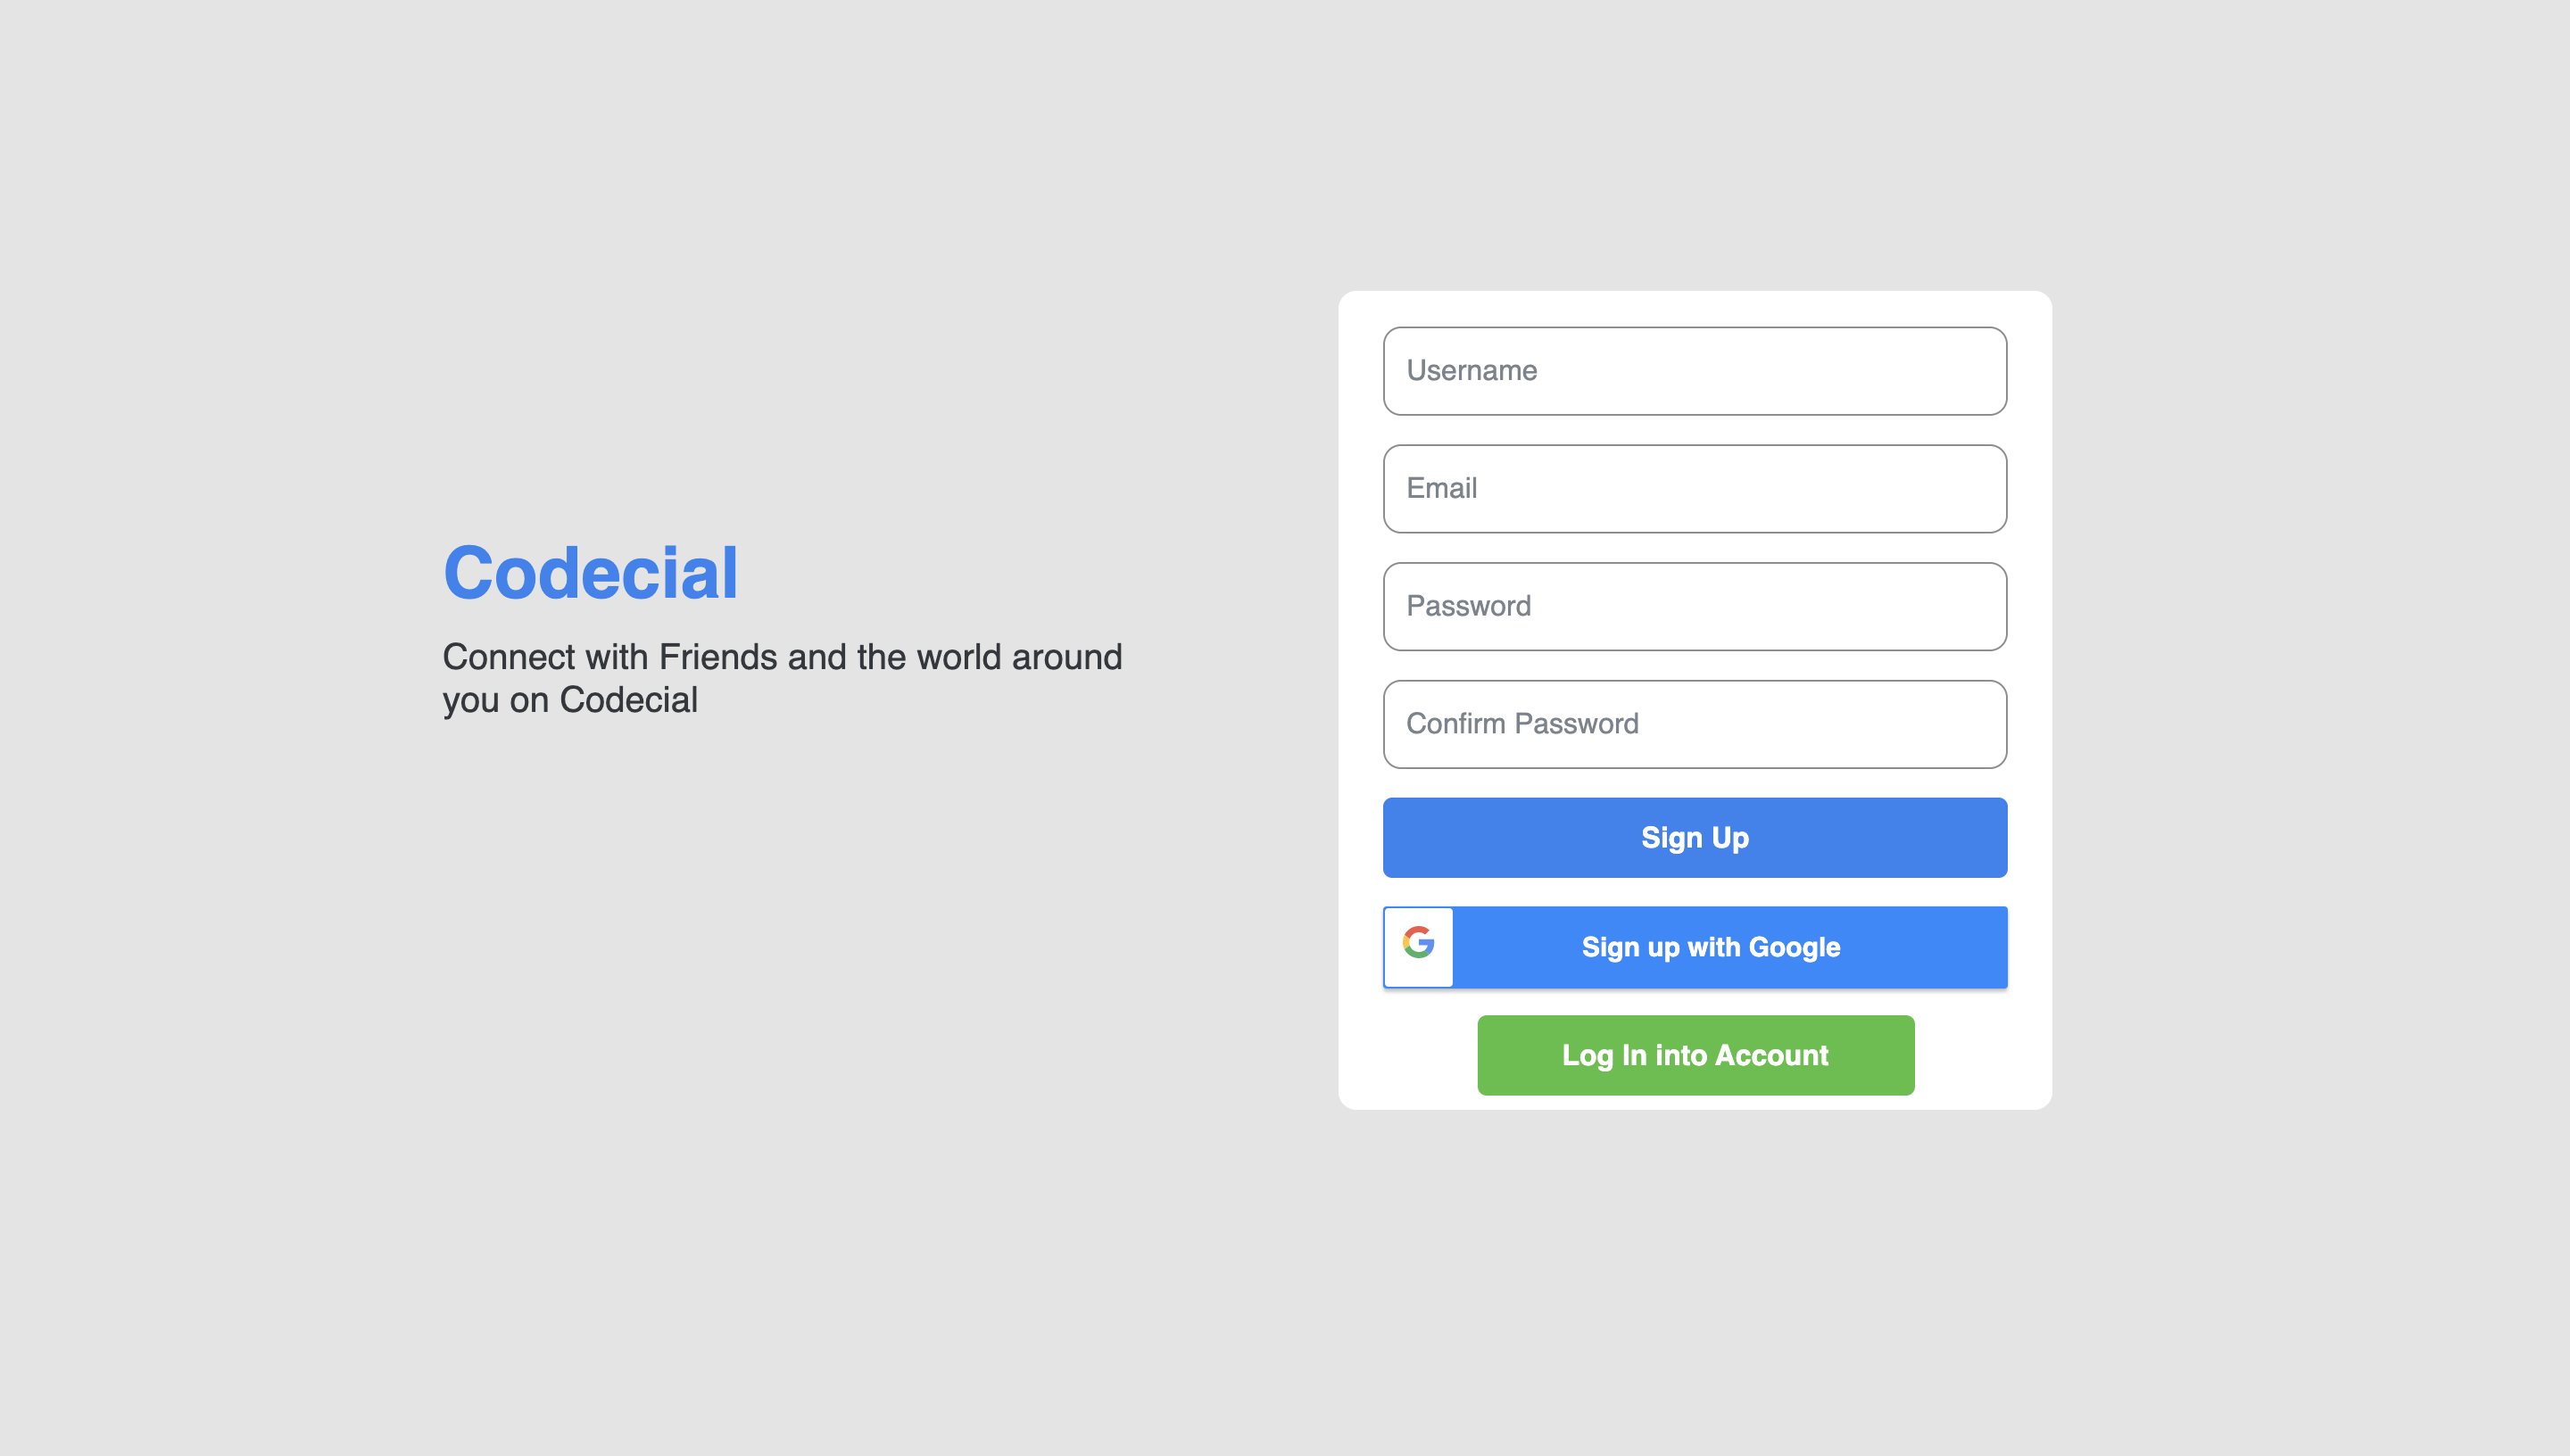 Codecial
Connect with Friends and the world around
you on Codecial
Username
Email
Password
Confirm Password
Sign Up
Sign up with Google
Log In into Account